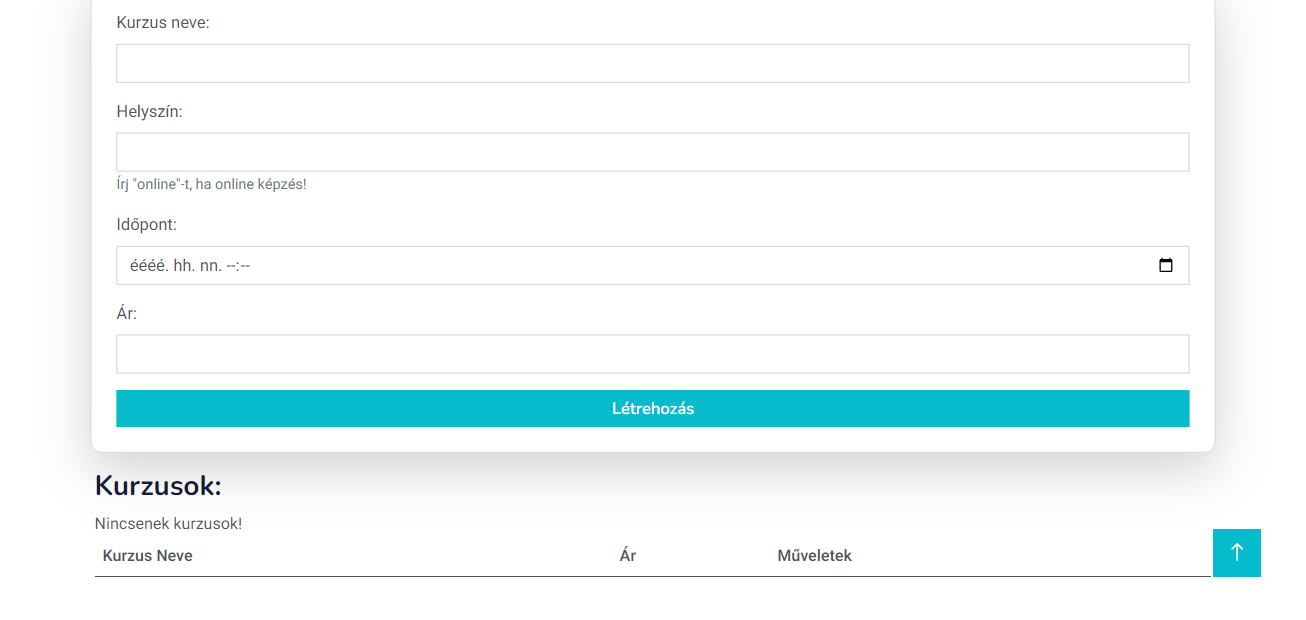 Kurzus neve:
Helyszín:
Írj "online"-t, ha online képzés!
Időpont:
éééé. hh. nn. --:--
Ár:
Létrehozás
Kurzusok:
Nincsenek kurzusok!
Kurzus Neve Ár Műveletek